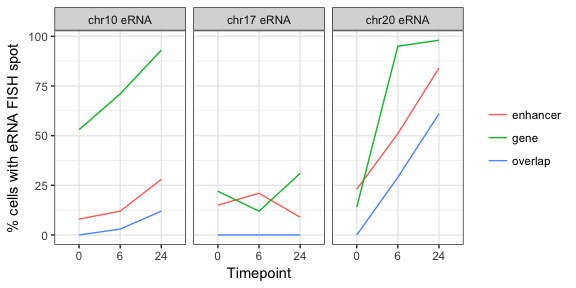 chr10 eRNA chr17 eRNA chr20 eRNA
% cells with eRNA FISH spot
100
75
50
25
0
0 6 24 0 6 24 0 6 24
Timepoint
enhancer
gene
overlap